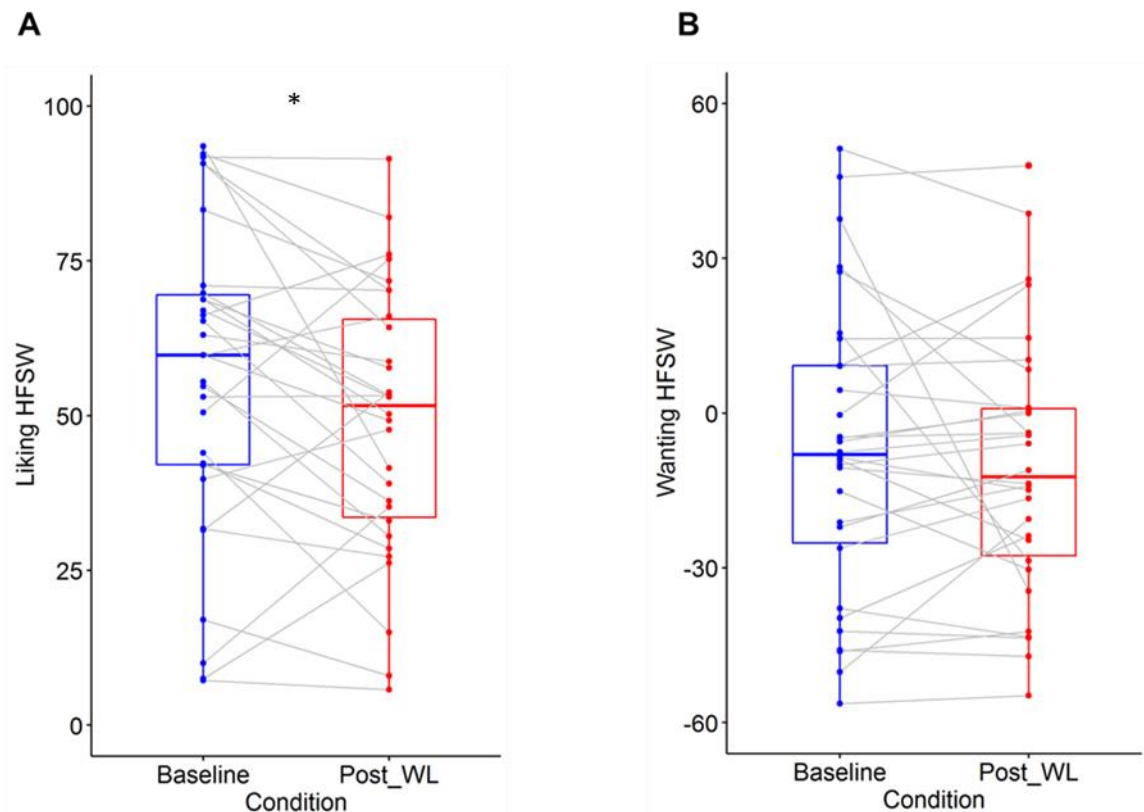 A
*
100
75
50
25
0
Liking HFSW
Baseline
Post_WL
Condition
B
60
30
0
-30
-60
Wanting HFSW
Baseline
Post_WL
Condition